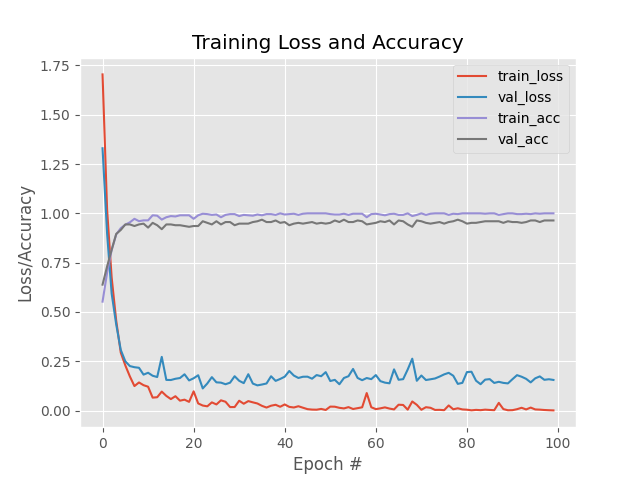 Training Loss and Accuracy
1.75
1.50
1.25
1.00
0.75
0.50
0.25
0.00
Loss/Accuracy
train_loss
val_loss
train_acc
val_acc
0 20 40 60 80 100
Epoch #